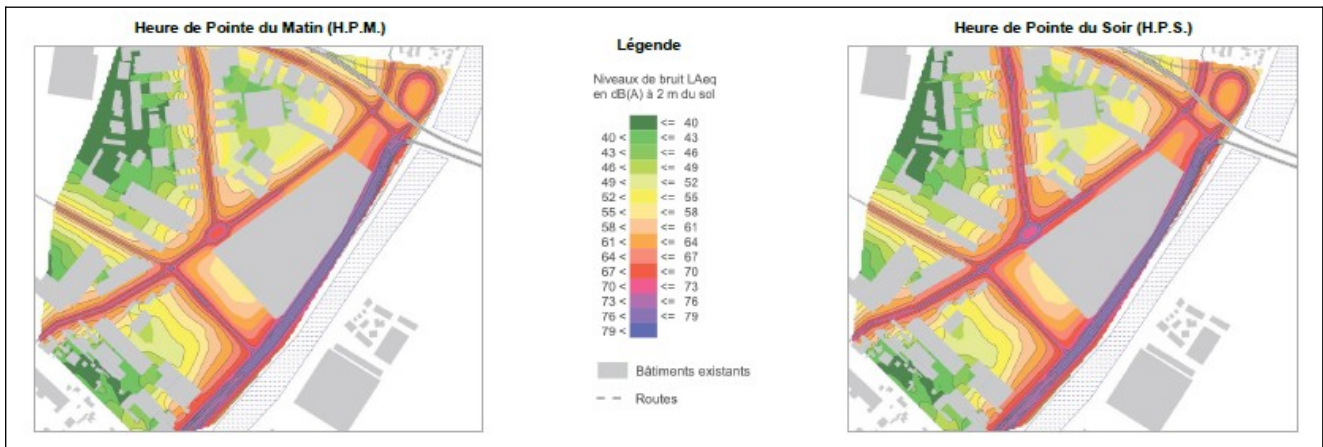 Heure de Pointe du Matin (H.P.M.)
Légende
Niveaux de bruit LAeq
en dB(A) à 2 m du sol
<= 40
40 < <= 43
43 < <= 46
46 < <= 49
49 < <= 52
52 < <= 55
55 < <= 58
58 < <= 61
61 < <= 64
64 < <= 67
67 < <= 70
70 < <= 73
73 < <= 76
76 < <= 79
79 <
Bâtiments existants
Routes
Heure de Pointe du Soir (H.P.S.)